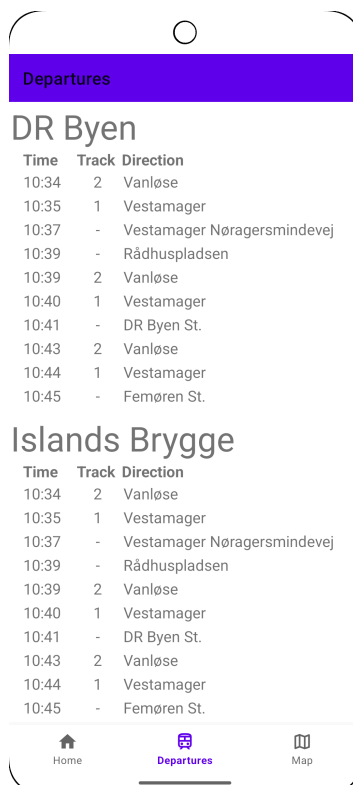 Departures
DR Byen
Time Track Direction
10:34 2 Vanløse
10:35 1 Vestamager
10:37 - Vestamager Nøragersmindevej
10:39 - Rådhuspladsen
10:39 2 Vanløse
10:40 1 Vestamager
10:41 - DR Byen St.
10:43 2 Vanløse
10:44 1 Vestamager
10:45 - Femøren St.
Islands Brygge
Time Track Direction
10:34 2 Vanløse
10:35 1 Vestamager
10:37 - Vestamager Nøragersmindevej
10:39 - Rådhuspladsen
10:39 2 Vanløse
10:40 1 Vestamager
10:41 - DR Byen St.
10:43 2 Vanløse
10:44 1 Vestamager
10:45 - Femøren St.
Home Departures Map